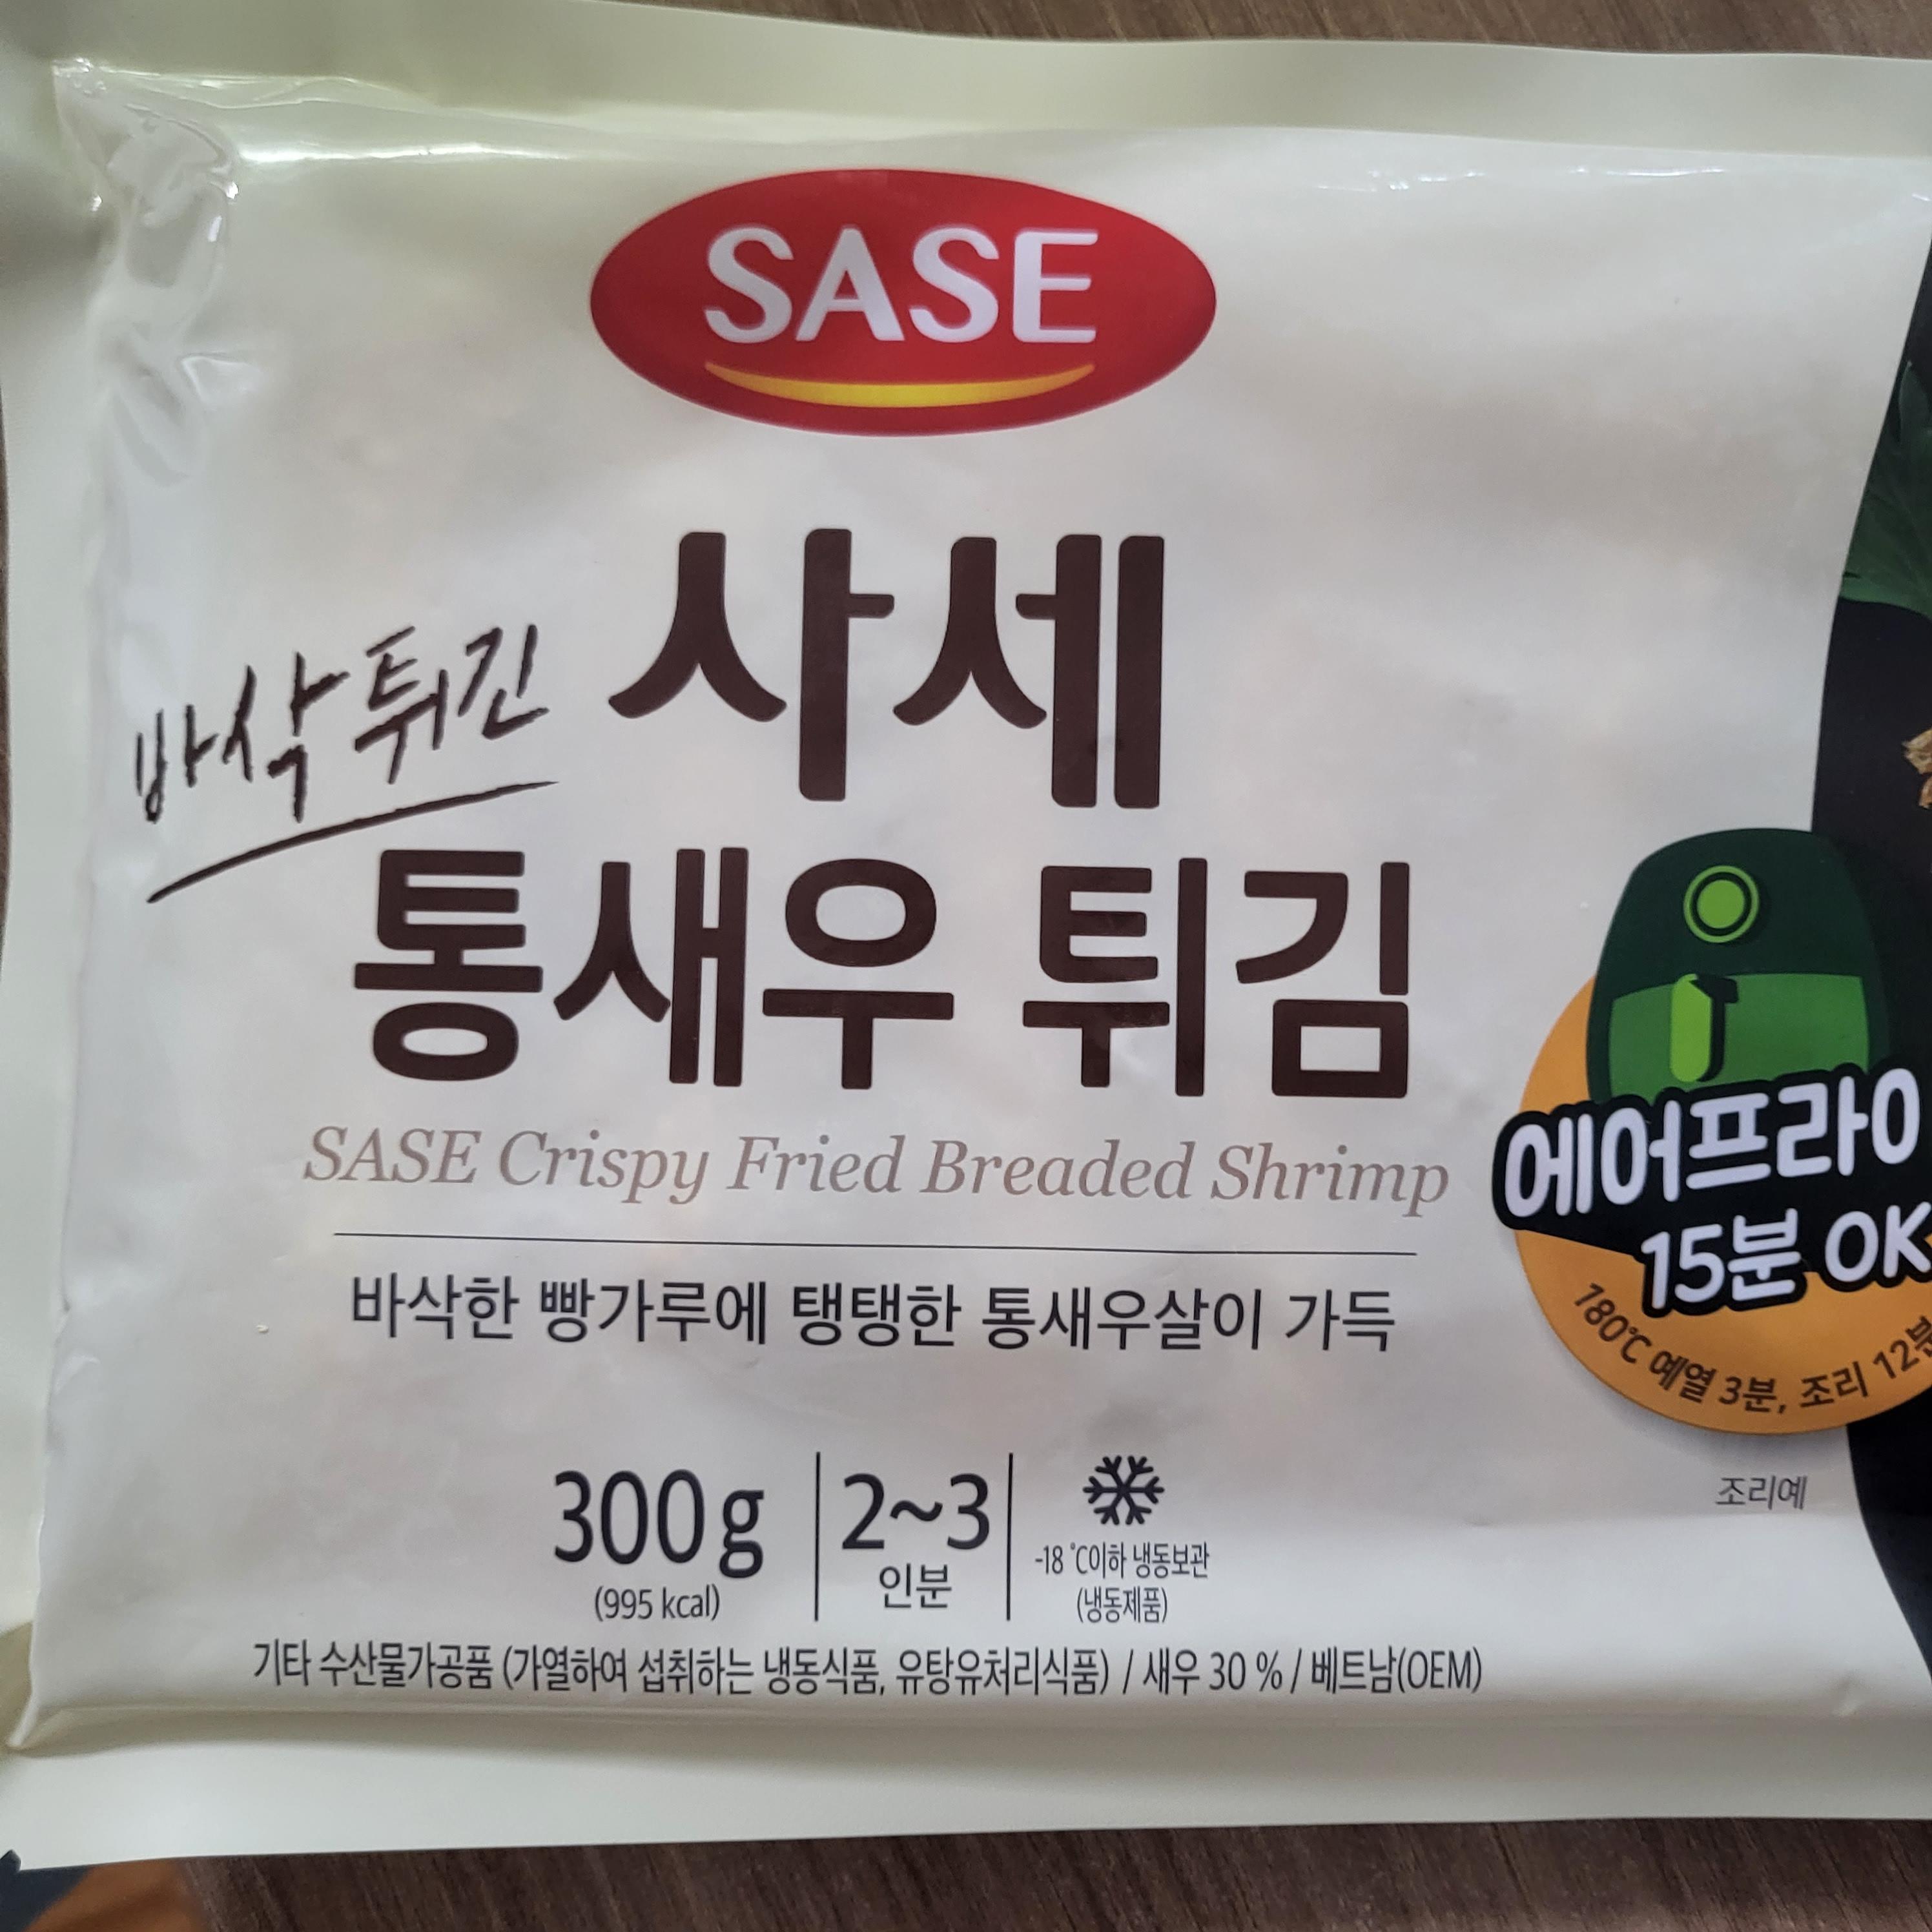 SASE
바삭 튀긴
사세
통새우 튀김
SASE Crispy Fried Breaded Shrimp
바삭한 빵가루에 탱탱한 통새우살이 가득
에어프라이
15분 OK
180℃ 예열 3분, 조리 12분
조리예
300g
(995 kcal)
2~3
인분
-18℃이하 냉동보관
(냉동제품)
기타 수산물가공품 (가열하여 섭취하는 냉동식품, 유탕유처리식품) / 새우 30 % / 베트남(OEM)